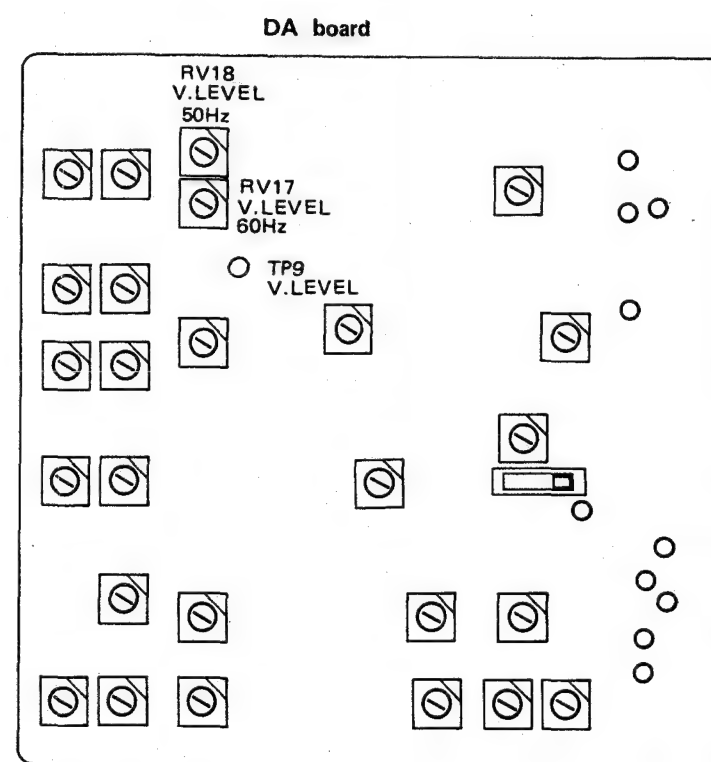 DA board
RV18
V.LEVEL
50Hz
RV17
V.LEVEL
60Hz
TP9
V.LEVEL